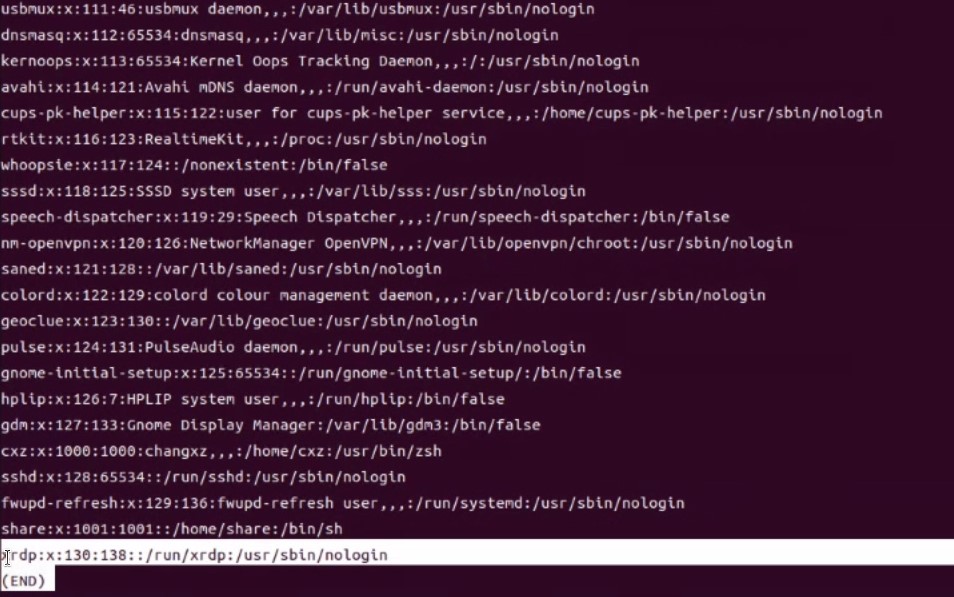 usbmux:x:111:46:usbmux daemon,,,:/var/lib/usbmux:/usr/sbin/nologin
dnsmasq:x:112:65534:dnsmasq,,,:/var/lib/misc:/usr/sbin/nologin
kernoops:x:113:65534:Kernel Oops Tracking Daemon,,,:/:/usr/sbin/nologin
avahi:x:114:121:Avahi mDNS daemon,,,:/run/avahi-daemon:/usr/sbin/nologin
cups-pk-helper:x:115:122:user for cups-pk-helper service,,,:/home/cups-pk-helper:/usr/sbin/nologin
rtkit:x:116:123:RealtimeKit,,,:/proc:/usr/sbin/nologin
whoopsie:x:117:124::/nonexistent:/bin/false
sssd:x:118:125:SSSD system user,,,:/var/lib/sss:/usr/sbin/nologin
speech-dispatcher:x:119:29:Speech Dispatcher,,,:/run/speech-dispatcher:/bin/false
nm-openvpn:x:120:126:NetworkManager OpenVPN,,,:/var/lib/openvpn/chroot:/usr/sbin/nologin
saned:x:121:128::/var/lib/saned:/usr/sbin/nologin
colord:x:122:129:colord colour management daemon,,,:/var/lib/colord:/usr/sbin/nologin
geoclue:x:123:130::/var/lib/geoclue:/usr/sbin/nologin
pulse:x:124:131:PulseAudio daemon,,,:/run/pulse:/usr/sbin/nologin
gnome-initial-setup:x:125:65534::/run/gnome-initial-setup/:/bin/false
hplip:x:126:7:HPLIP system user,,,:/run/hplip:/bin/false
gdm:x:127:133:Gnome Display Manager:/var/lib/gdm3:/bin/false
cxz:x:1000:1000:changxz,,,:/home/cxz:/usr/bin/zsh
sshd:x:128:65534::/run/sshd:/usr/sbin/nologin
fwupd-refresh:x:129:136:fwupd-refresh user,,,:/run/systemd:/usr/sbin/nologin
share:x:1001:1001::/home/share:/bin/sh
xrdp:x:130:138::/run/xrdp:/usr/sbin/nologin
(END)